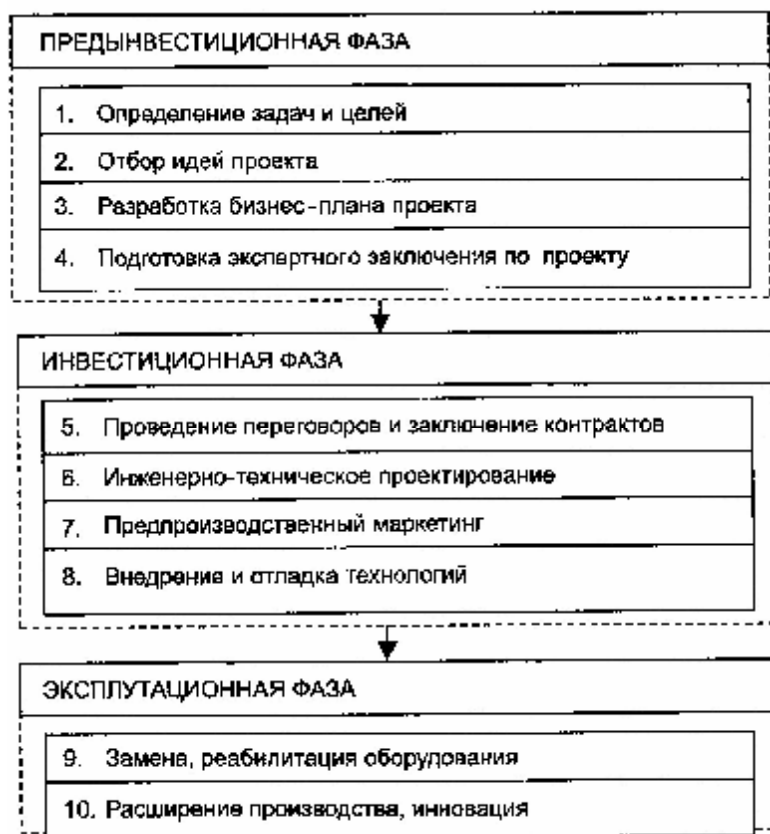 ПРЕДЫНВЕСТИЦИОННАЯ ФАЗА
1. Определение задач и целей
2. Отбор идей проекта
3. Разработка бизнес-плана проекта
4. Подготовка экспертного заключения по проекту
ИНВЕСТИЦИОННАЯ ФАЗА
5. Проведение переговоров и заключение контрактов
6. Инженерно-техническое проектирование
7. Предпроизводственный маркетинг
8. Внедрение и отладка технологий
ЭКСПЛУТАЦИОННАЯ ФАЗА
9. Замена, реабилитация оборудования
10. Расширение производства, инновация